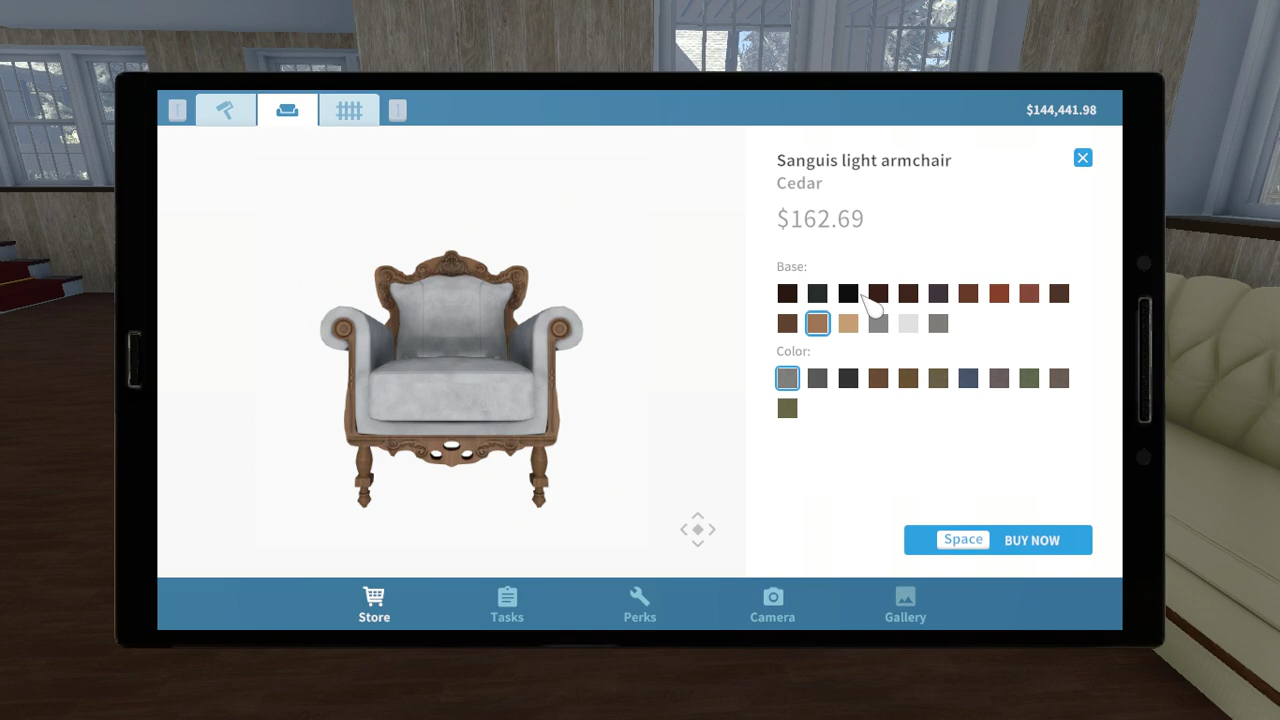 $144,441.98
Sanguis light armchair
Cedar
$162.69
Base:
Color:
Space BUY NOW
Store Tasks Perks Camera Gallery